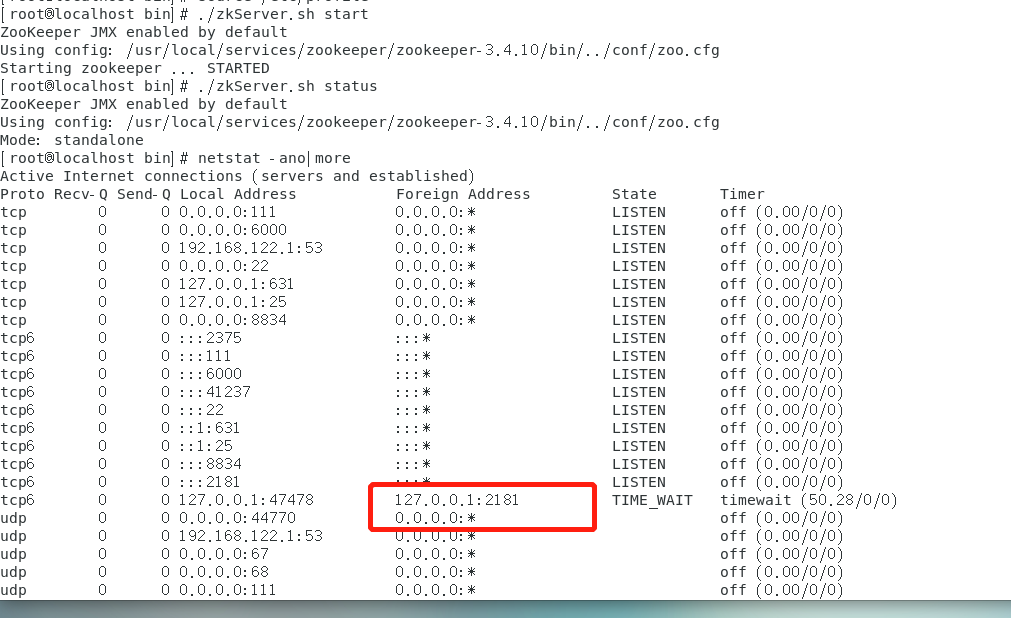 [root@localhost bin]# ./zkServer.sh start
ZooKeeper JMX enabled by default
Using config: /usr/local/services/zookeeper/zookeeper-3.4.10/bin/../conf/zoo.cfg
Starting zookeeper ... STARTED
[root@localhost bin]# ./zkServer.sh status
ZooKeeper JMX enabled by default
Using config: /usr/local/services/zookeeper/zookeeper-3.4.10/bin/../conf/zoo.cfg
Mode: standalone
[root@localhost bin]# netstat -ano|more
Active Internet connections (servers and established)
Proto Recv-Q Send-Q Local Address Foreign Address State Timer
tcp 0 0 0.0.0.0:111 0.0.0.0:* LISTEN off (0.00/0/0)
tcp 0 0 0.0.0.0:6000 0.0.0.0:* LISTEN off (0.00/0/0)
tcp 0 0 192.168.122.1:53 0.0.0.0:* LISTEN off (0.00/0/0)
tcp 0 0 0.0.0.0:22 0.0.0.0:* LISTEN off (0.00/0/0)
tcp 0 0 127.0.0.1:631 0.0.0.0:* LISTEN off (0.00/0/0)
tcp 0 0 127.0.0.1:25 0.0.0.0:* LISTEN off (0.00/0/0)
tcp 0 0 0.0.0.0:8834 0.0.0.0:* LISTEN off (0.00/0/0)
tcp6 0 0 :::2375 :::* LISTEN off (0.00/0/0)
tcp6 0 0 :::111 :::* LISTEN off (0.00/0/0)
tcp6 0 0 :::6000 :::* LISTEN off (0.00/0/0)
tcp6 0 0 :::41237 :::* LISTEN off (0.00/0/0)
tcp6 0 0 :::22 :::* LISTEN off (0.00/0/0)
tcp6 0 0 ::1:631 :::* LISTEN off (0.00/0/0)
tcp6 0 0 ::1:25 :::* LISTEN off (0.00/0/0)
tcp6 0 0 :::8834 :::* LISTEN off (0.00/0/0)
tcp6 0 0 :::2181 :::* LISTEN off (0.00/0/0)
tcp6 0 0 127.0.0.1:47478 127.0.0.1:2181 TIME_WAIT timewait (50.28/0/0)
udp 0 0 0.0.0.0:44770 0.0.0.0:* off (0.00/0/0)
udp 0 0 192.168.122.1:53 0.0.0.0:* off (0.00/0/0)
udp 0 0 0.0.0.0:67 0.0.0.0:* off (0.00/0/0)
udp 0 0 0.0.0.0:68 0.0.0.0:* off (0.00/0/0)
udp 0 0 0.0.0.0:111 0.0.0.0:* off (0.00/0/0)